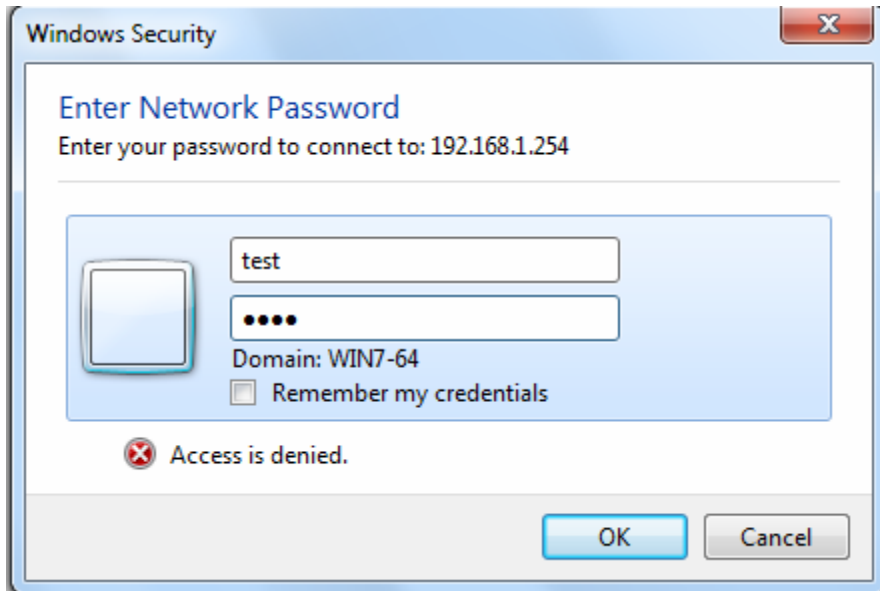 Windows Security
Enter Network Password
Enter your password to connect to: 192.168.1.254
test
●●●●
Domain: WIN7-64
Remember my credentials
Access is denied.
OK
Cancel